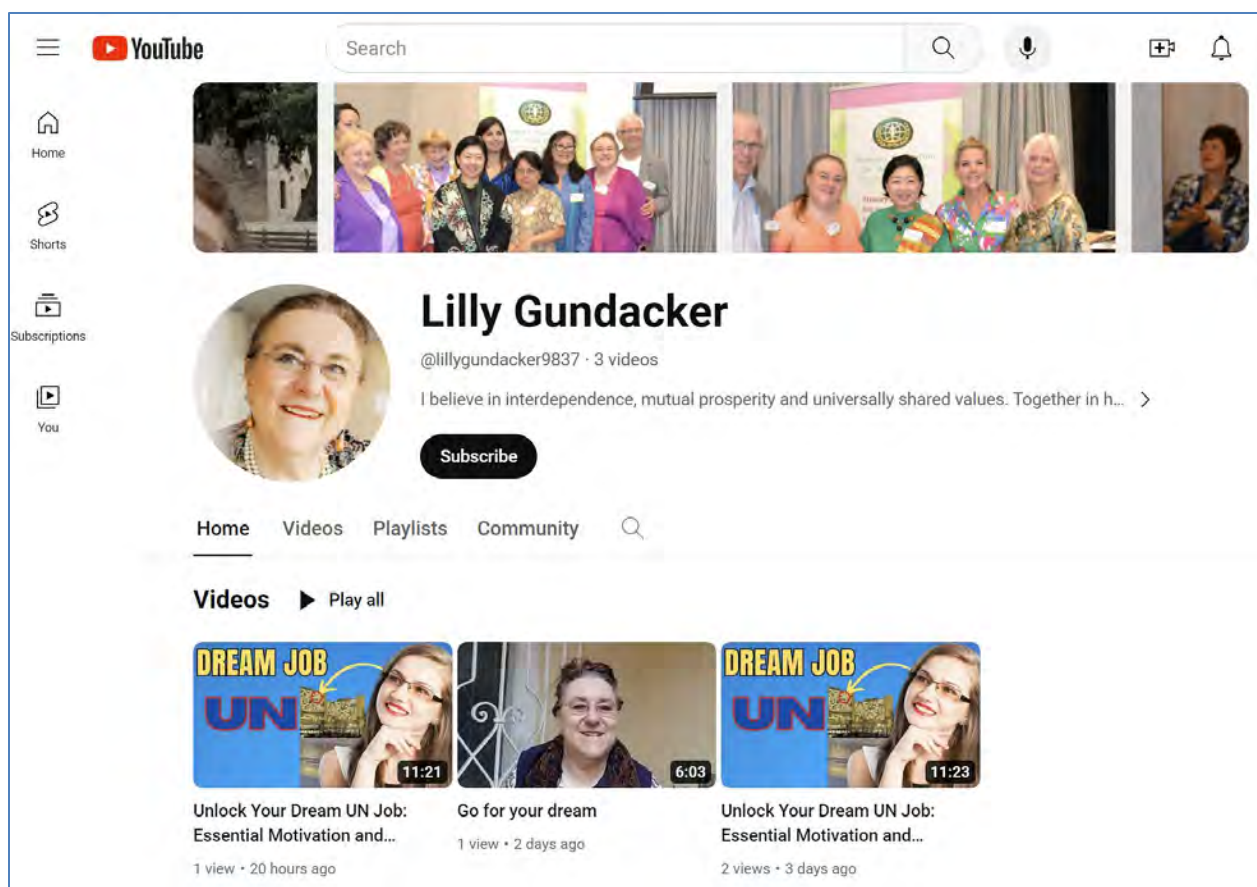 YouTube
Search
Home
Shorts
Subscriptions
You
Lilly Gundacker
@lillygundacker9837 · 3 videos
I believe in interdependence, mutual prosperity and universally shared values. Together in h...
Subscribe
Home Videos Playlists Community
Videos Play all
DREAM JOB
UN
11:21
6:03
DREAM JOB
UN
11:23
Unlock Your Dream UN Job:
Essential Motivation and...
1 view • 20 hours ago
Go for your dream
1 view • 2 days ago
Unlock Your Dream UN Job:
Essential Motivation and...
2 views • 3 days ago